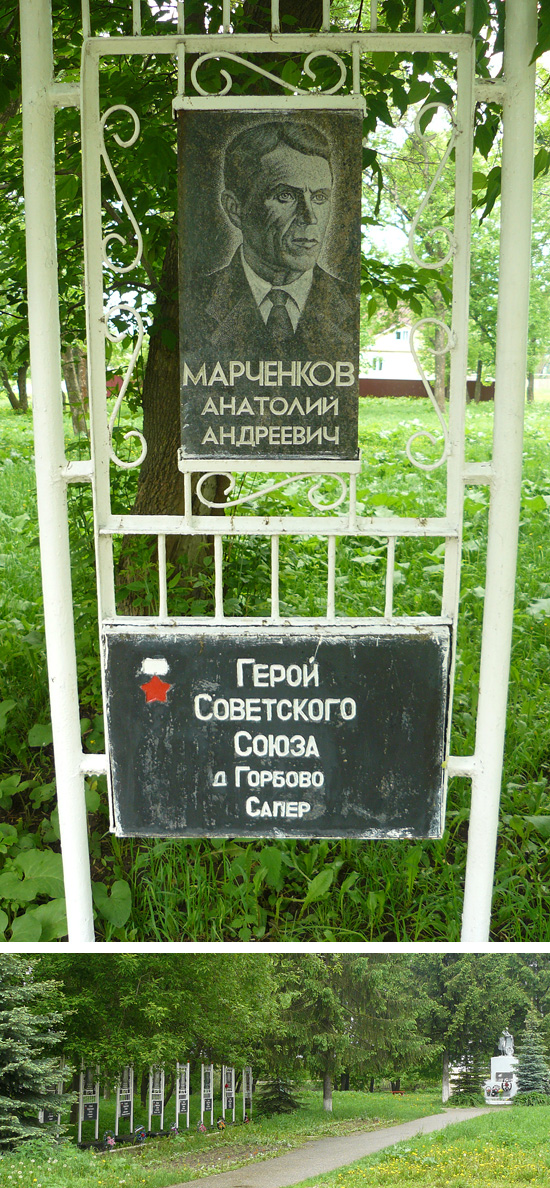 МАРЧЕНКОВ
АНАТОЛИЙ
АНДРЕЕВИЧ
ГЕРОЙ
СОВЕТСКОГО
СОЮЗА
Д ГОРБОВО
САПЕР